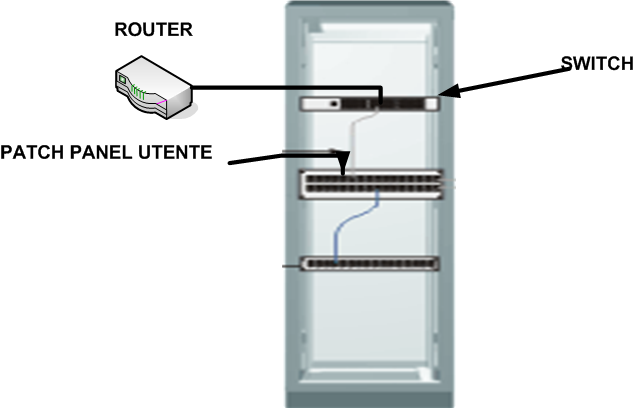 ROUTER
SWITCH
PATCH PANEL UTENTE